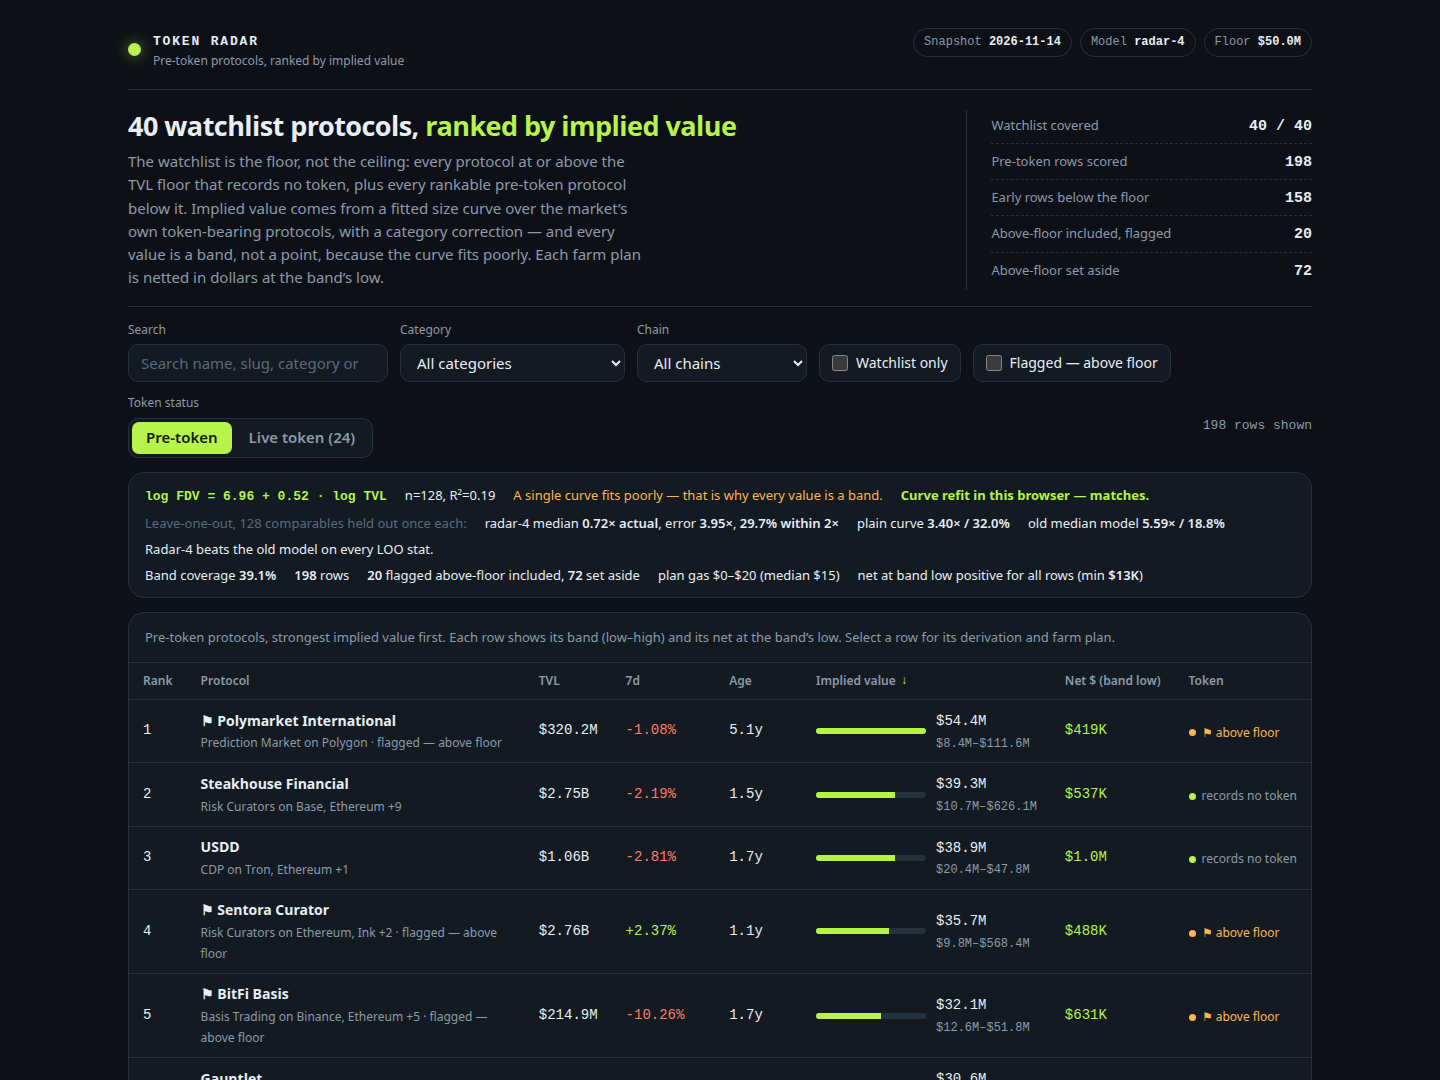 TOKEN RADAR
Pre-token protocols, ranked by implied value
Snapshot 2026-11-14
Model radar-4
Floor $50.0M
40 watchlist protocols, ranked by implied value
The watchlist is the floor, not the ceiling: every protocol at or above the
TVL floor that records no token, plus every rankable pre-token protocol
below it. Implied value comes from a fitted size curve over the market’s
own token-bearing protocols, with a category correction — and every
value is a band, not a point, because the curve fits poorly. Each farm plan
is netted in dollars at the band’s low.
Watchlist covered 40 / 40
Pre-token rows scored 198
Early rows below the floor 158
Above-floor included, flagged 20
Above-floor set aside 72
Search
Category
Chain
Search name, slug, category or
All categories
All chains
Watchlist only
Flagged — above floor
Token status
Pre-token
Live token (24)
198 rows shown
log FDV = 6.96 + 0.52 · log TVL n=128, R²=0.19 A single curve fits poorly — that is why every value is a band. Curve refit in this browser — matches.
Leave-one-out, 128 comparables held out once each: radar-4 median 0.72× actual, error 3.95×, 29.7% within 2× plain curve 3.40× / 32.0% old median model 5.59× / 18.8%
Radar-4 beats the old model on every LOO stat.
Band coverage 39.1% 198 rows 20 flagged above-floor included, 72 set aside plan gas $0–$20 (median $15) net at band low positive for all rows (min $13K)
Pre-token protocols, strongest implied value first. Each row shows its band (low–high) and its net at the band’s low. Select a row for its derivation and farm plan.
Rank Protocol TVL 7d Age Implied value ↓ Net $ (band low) Token
1 ⚑ Polymarket International $320.2M -1.08% 5.1y $54.4M $419K ⚑ above floor
Prediction Market on Polygon · flagged — above floor $8.4M–$111.6M
2 Steakhouse Financial $2.75B -2.19% 1.5y $39.3M $537K records no token
Risk Curators on Base, Ethereum +9 $10.7M–$626.1M
3 USDD $1.06B -2.81% 1.7y $38.9M $1.0M records no token
CDP on Tron, Ethereum +1 $20.4M–$47.8M
4 ⚑ Sentora Curator $2.76B +2.37% 1.1y $35.7M $488K ⚑ above floor
Risk Curators on Ethereum, Ink +2 · flagged — above $9.8M–$568.4M
floor
5 ⚑ BitFi Basis $214.9M -10.26% 1.7y $32.1M $631K ⚑ above floor
Basis Trading on Binance, Ethereum +5 · flagged — $12.6M–$51.8M
above floor
Gauntlet $30.6M